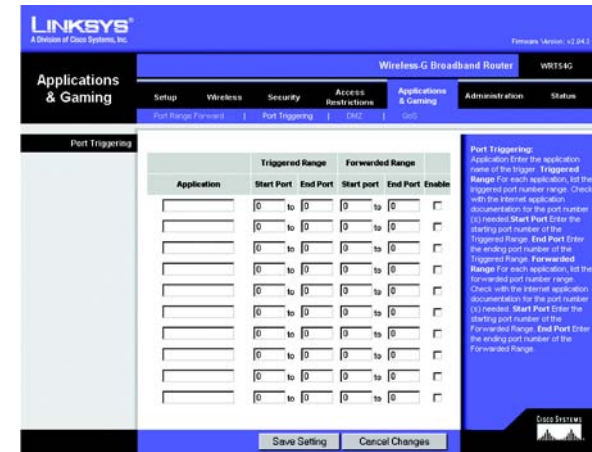 LINKSYS®
A Division of Cisco Systems, Inc.
Firmware Version: v2.04.3
Wireless-G Broadband Router WRT54G
Applications & Gaming
Setup Wireless Security Access Restrictions Applications & Gaming Administration Status
Port Range Forward | Port Triggering | DMZ | QoS
Port Triggering
Triggered Range Forwarded Range
Application Start Port End Port Start port End Port Enable
0 to 0 0 to 0
0 to 0 0 to 0
0 to 0 0 to 0
0 to 0 0 to 0
0 to 0 0 to 0
0 to 0 0 to 0
0 to 0 0 to 0
0 to 0 0 to 0
0 to 0 0 to 0
0 to 0 0 to 0
Port Triggering:
Application Enter the application
name of the trigger. Triggered
Range For each application, list the
triggered port number range. Check
with the Internet application
documentation for the port number
(s) needed.Start Port Enter the
starting port number of the
Triggered Range. End Port Enter
the ending port number of the
Triggered Range. Forwarded
Range For each application, list the
forwarded port number range.
Check with the Internet application
documentation for the port number
(s) needed. Start Port Enter the
starting port number of the
Forwarded Range. End Port Enter
the ending port number of the
Forwarded Range.
Save Setting Cancel Changes
CISCO SYSTEMS